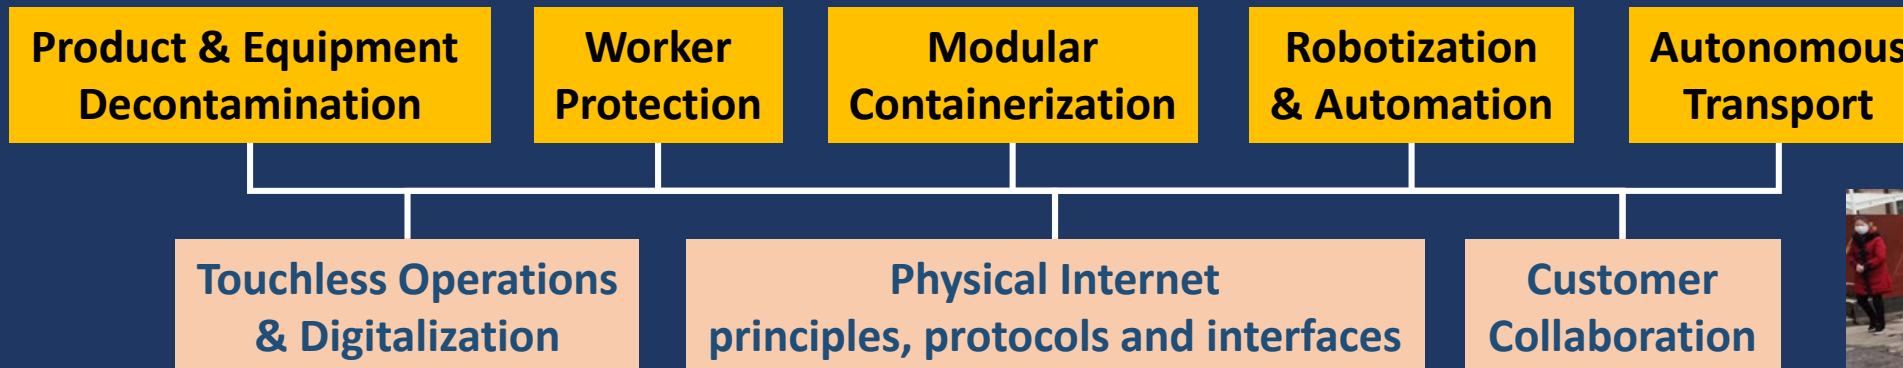 Product & Equipment
Decontamination
Worker
Protection
Modular
Containerization
Robotization
& Automation
Autonomous
Transport
Touchless Operations
& Digitalization
Physical Internet
principles, protocols and interfaces
Customer
Collaboration